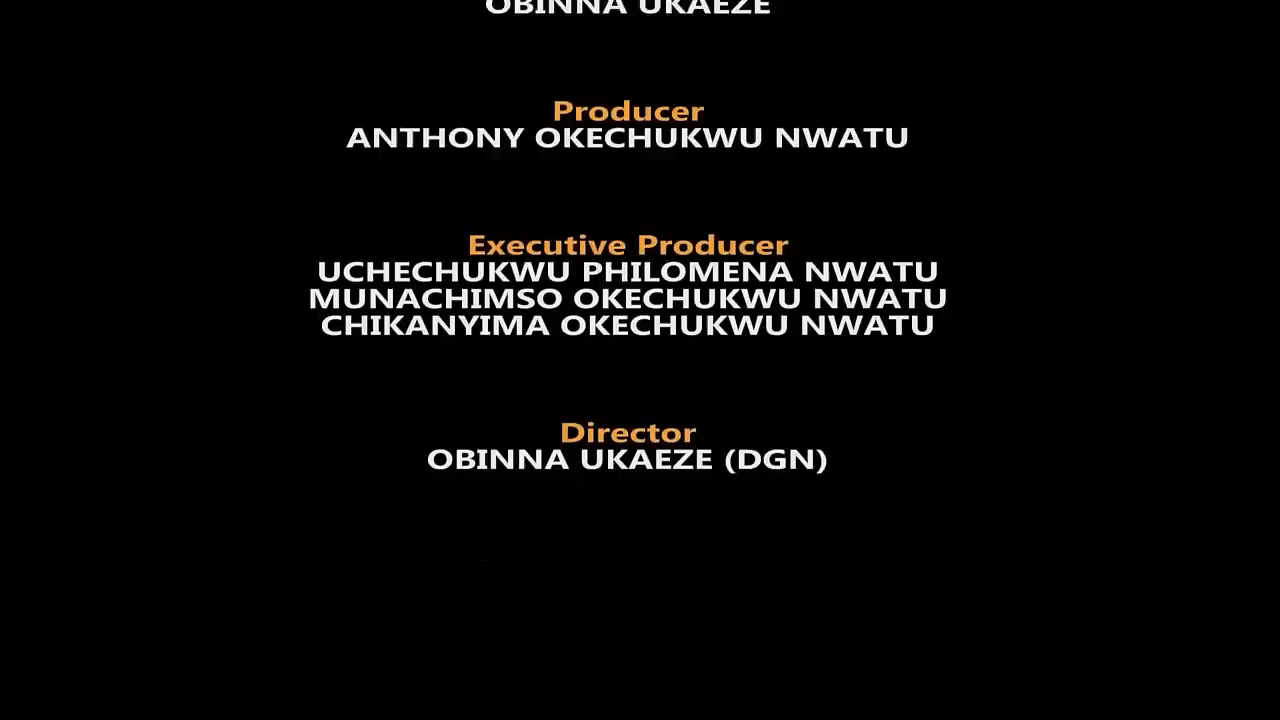 OBINNA UKAEZE
Producer
ANTHONY OKECHUKWU NWATU
Executive Producer
UCHECHUKWU PHILOMENA NWATU
MUNACHIMSO OKECHUKWU NWATU
CHIKANYIMA OKECHUKWU NWATU
Director
OBINNA UKAEZE (DGN)